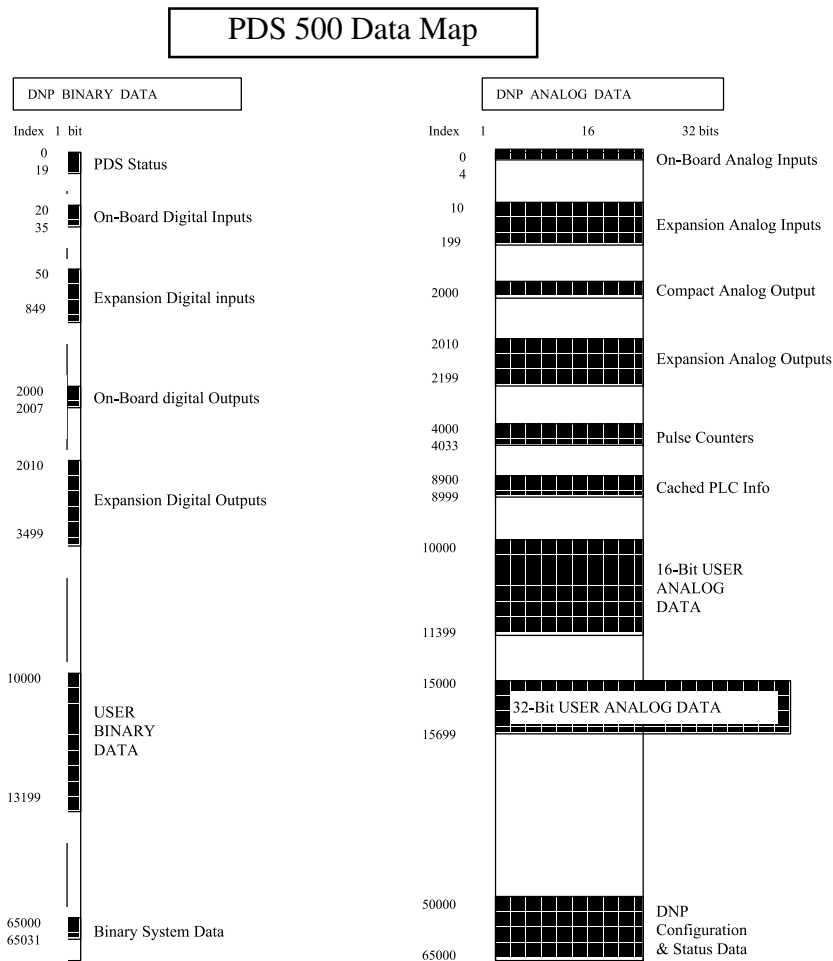 PDS 500 Data Map
DNP BINARY DATA
Index 1 bit
0
19
PDS Status
20
35
On-Board Digital Inputs
50
849
Expansion Digital inputs
2000
2007
On-Board digital Outputs
2010
3499
Expansion Digital Outputs
10000
13199
USER
BINARY
DATA
65000
65031
Binary System Data
DNP ANALOG DATA
Index 1 16 32 bits
0
4
On-Board Analog Inputs
10
199
Expansion Analog Inputs
2000
Compact Analog Output
2010
2199
Expansion Analog Outputs
4000
4033
Pulse Counters
8900
8999
Cached PLC Info
10000
11399
16-Bit USER
ANALOG
DATA
15000
15699
32-Bit USER ANALOG DATA
50000
65000
DNP
Configuration
& Status Data